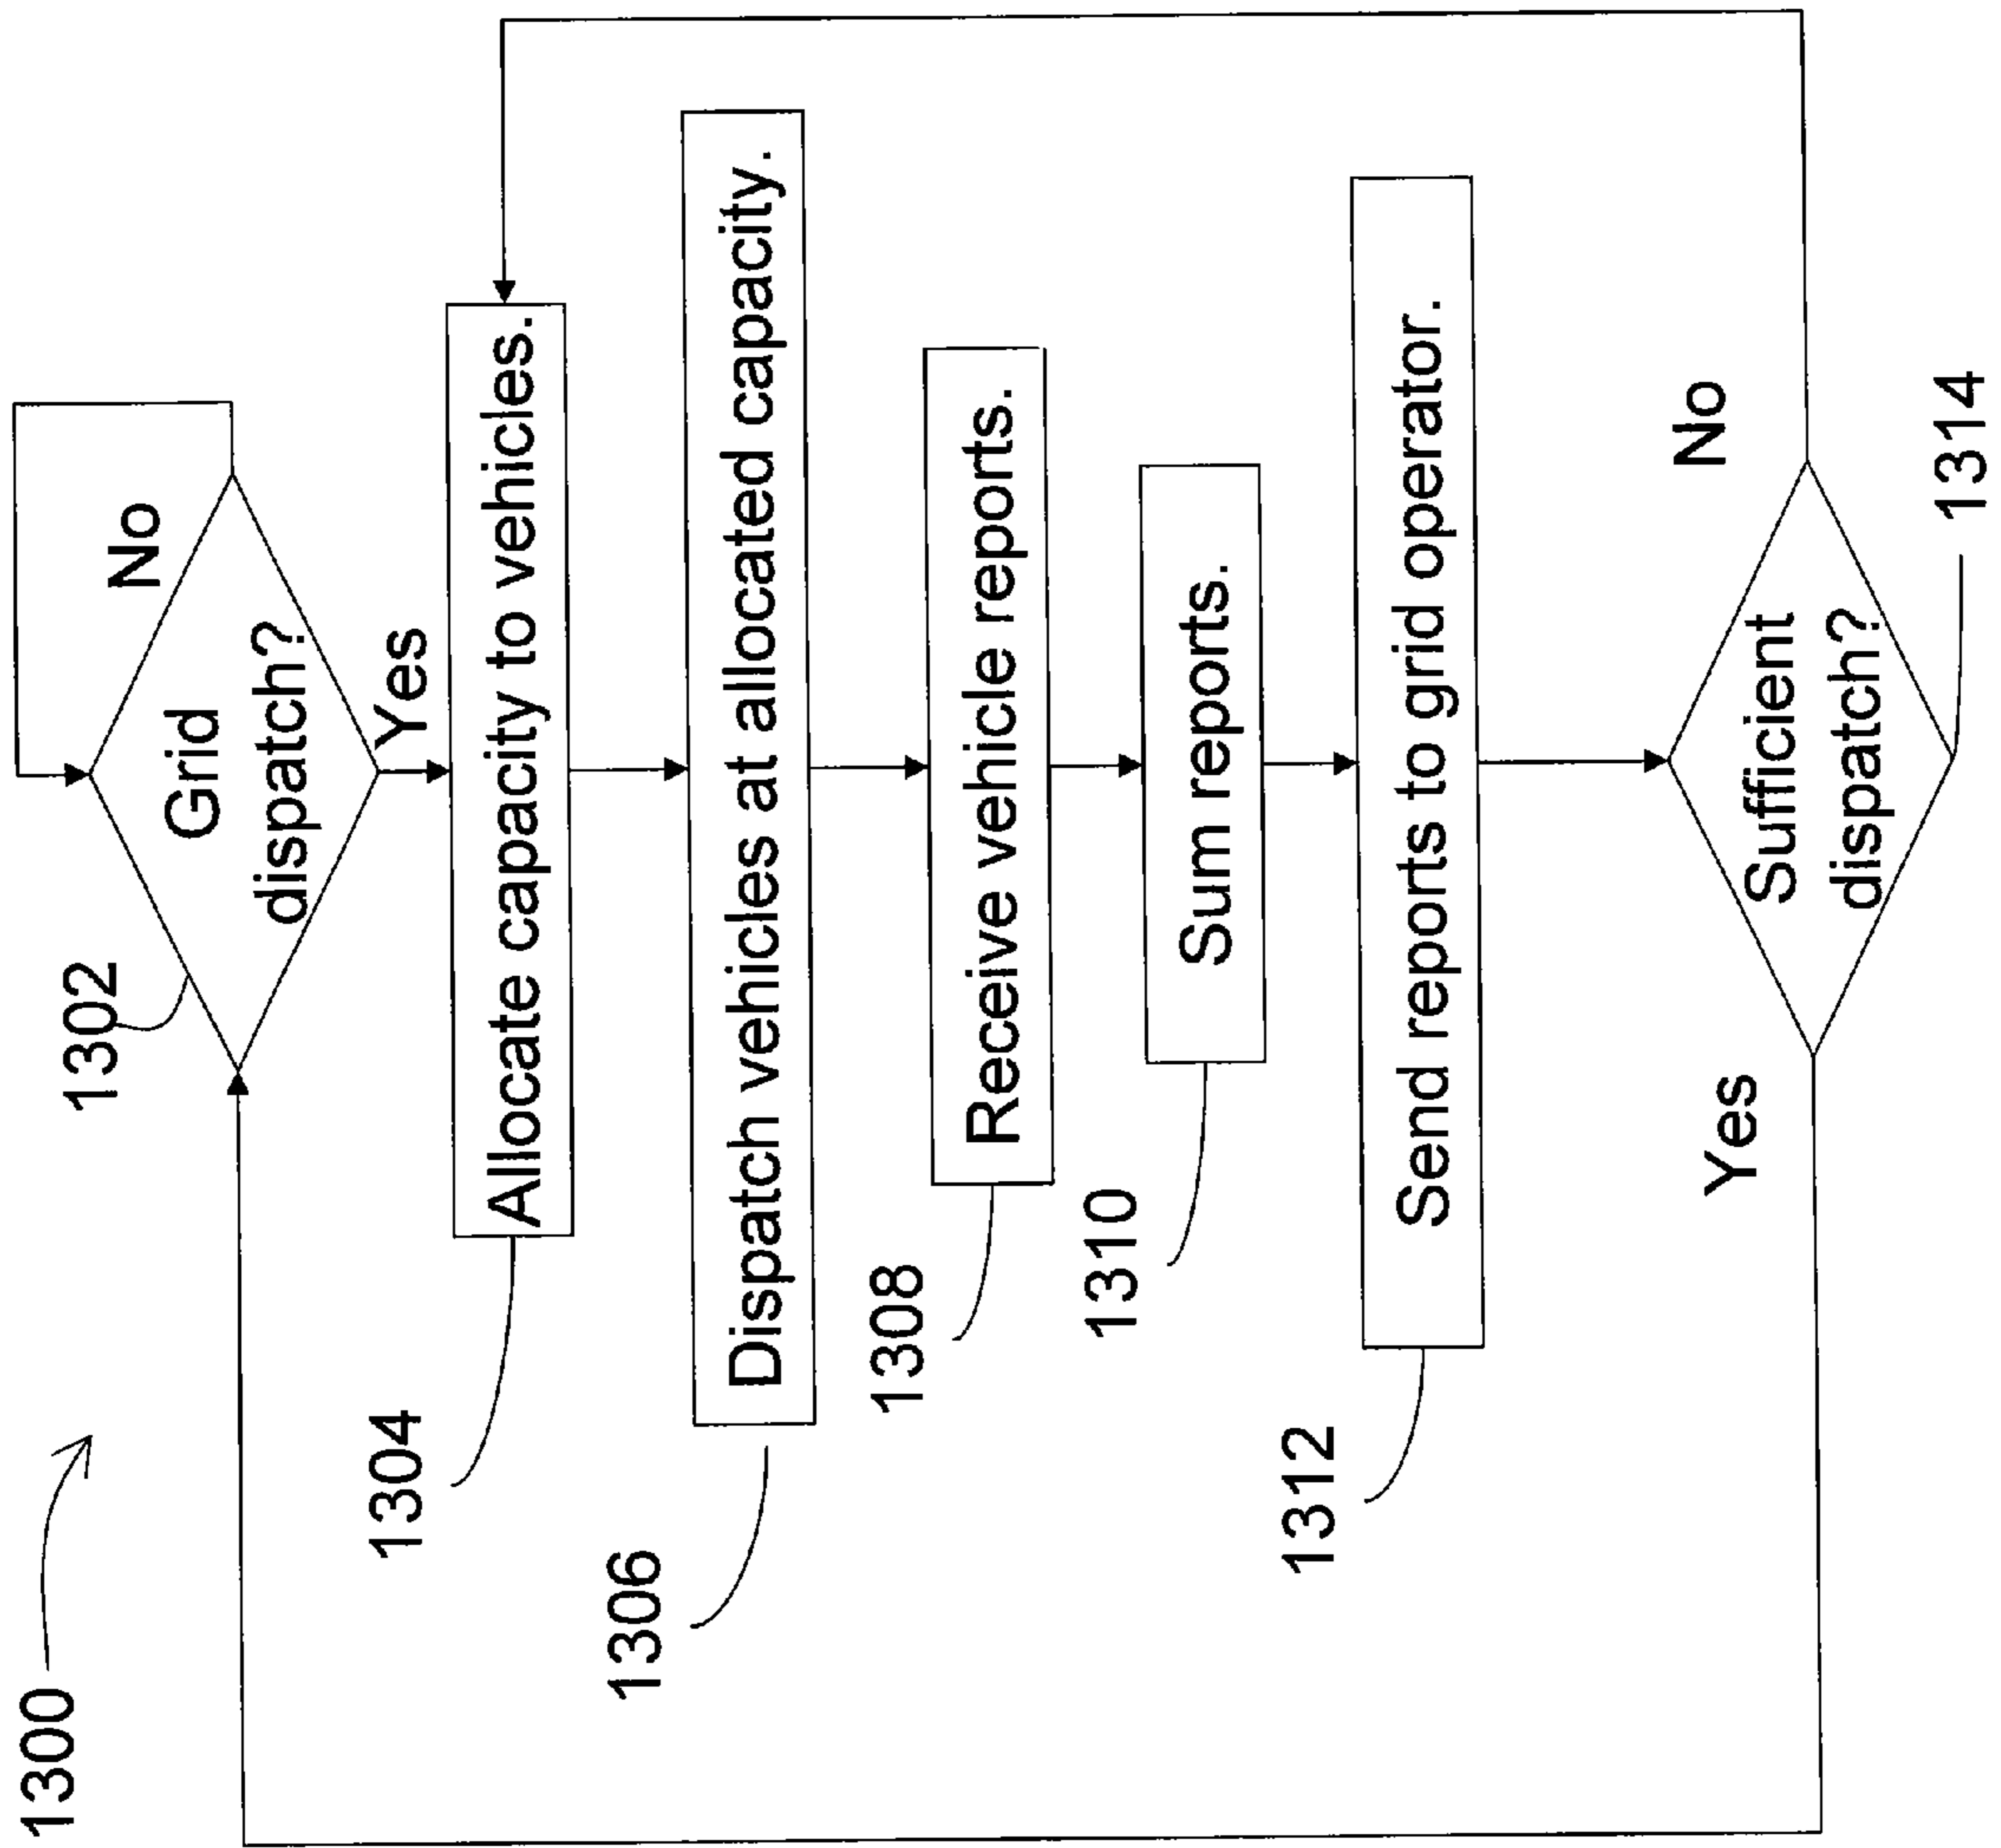 1300
1302
Grid
dispatch?
No
Yes
1304
Allocate capacity to vehicles.
1306
Dispatch vehicles at allocated capacity.
1308
Receive vehicle reports.
1310
Sum reports.
1312
Send reports to grid operator.
Sufficient
dispatch?
Yes
No
1314